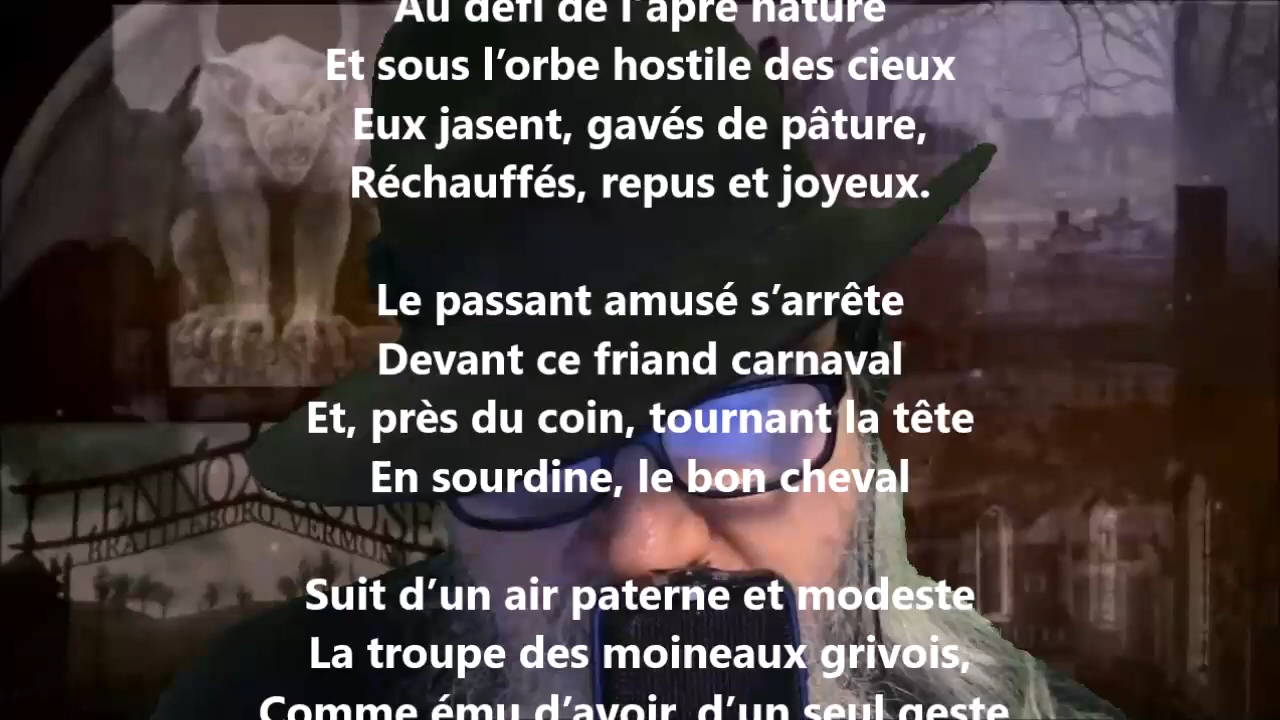 Au défi de l’âpre nature
Et sous l’orbe hostile des cieux
Eux jasent, gavés de pâture,
Réchauffés, repus et joyeux.
Le passant amusé s’arrête
Devant ce friand carnaval
Et, près du coin, tournant la tête
En sourdine, le bon cheval
Suit d’un air paterne et modeste
La troupe des moineaux grivois,
Comme ému d’avoir, d’un seul geste
BRATTLEBORO, VERMONT